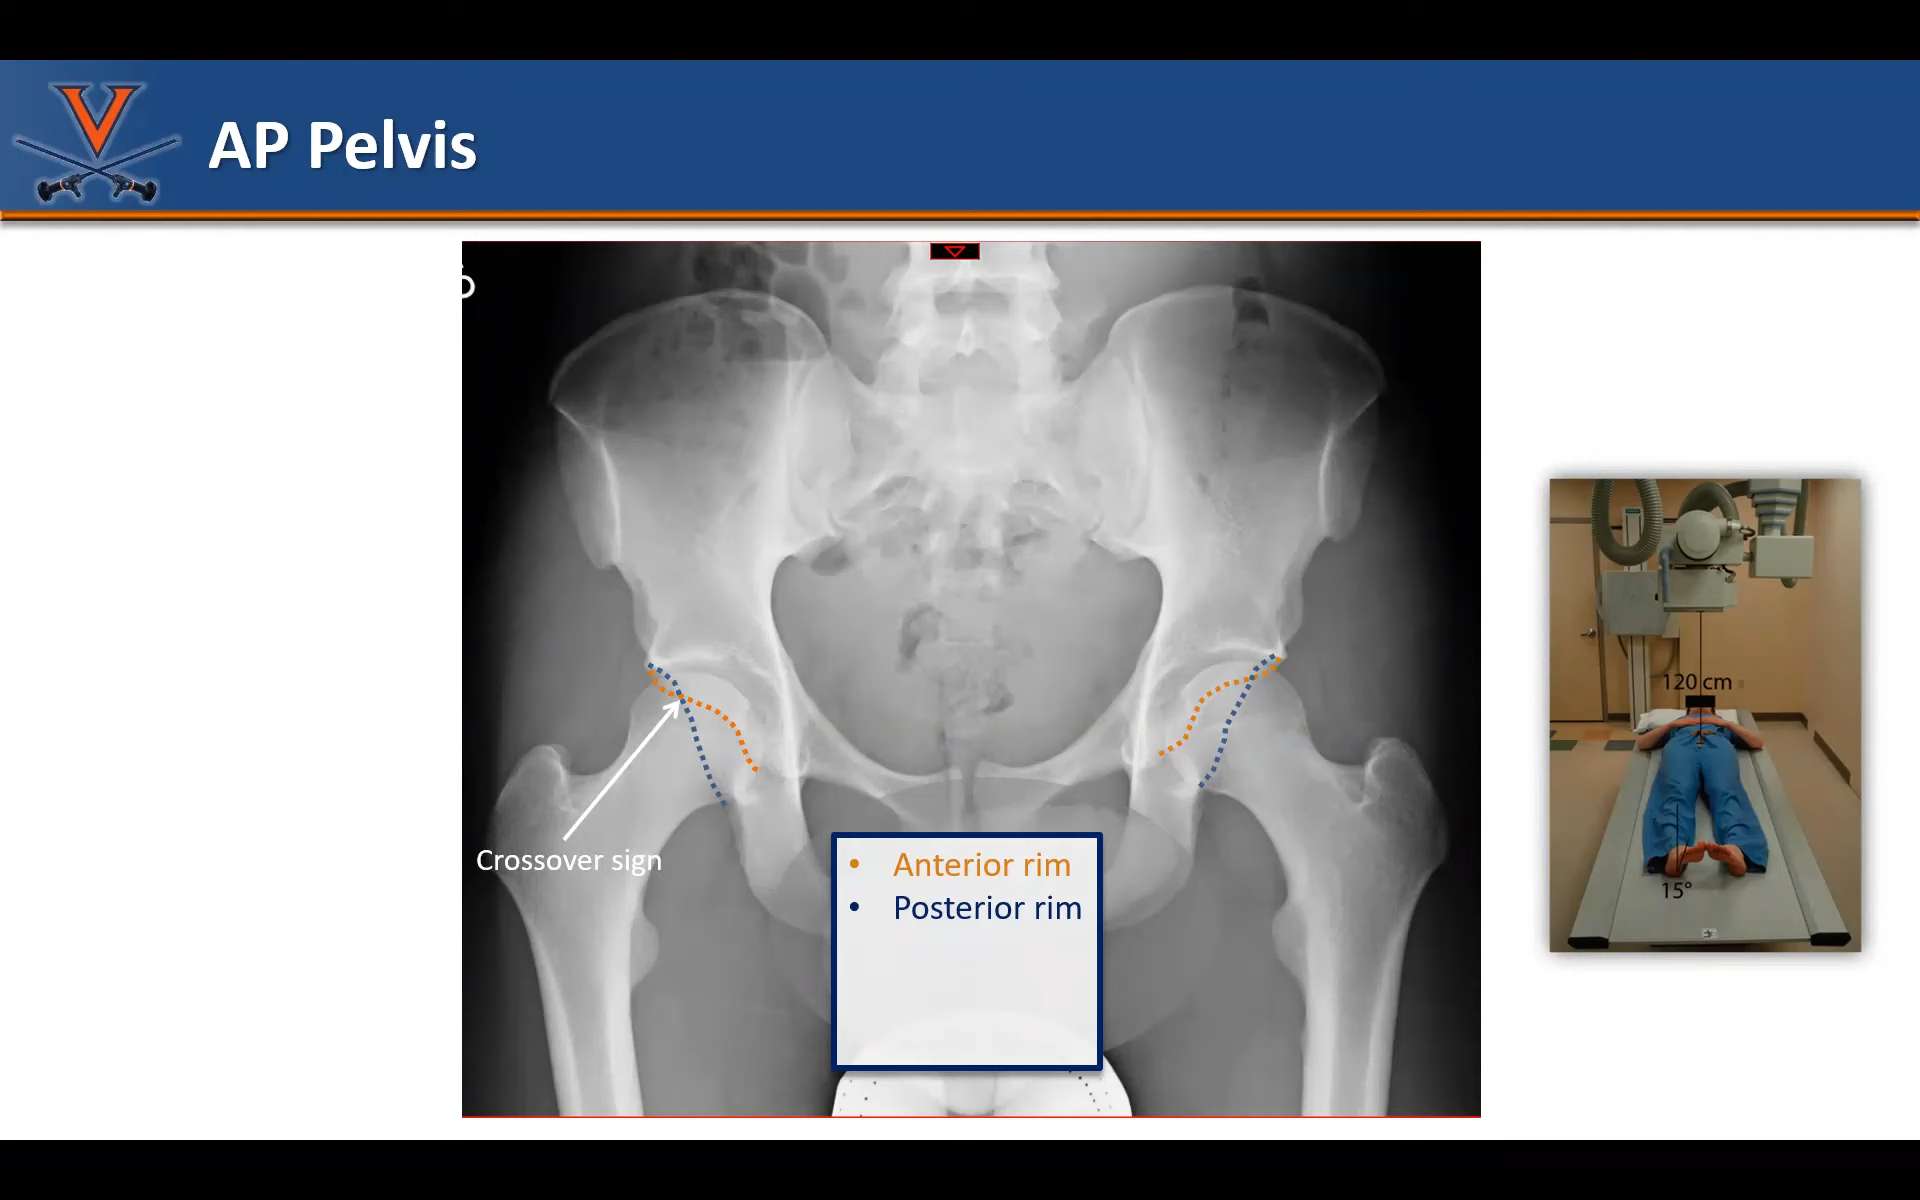 AP Pelvis
Crossover sign
• Anterior rim
• Posterior rim
120 cm
15°